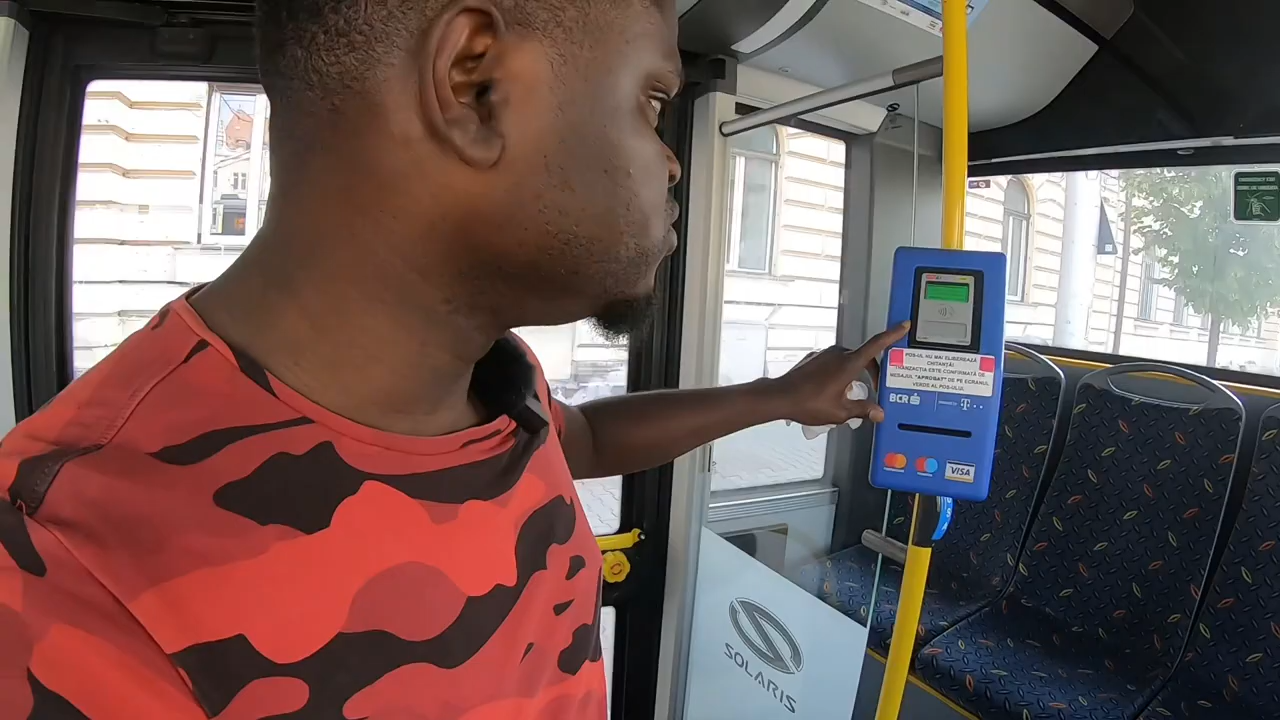 POS-UL NU MAI ELIBEREAZĂ
CHITANȚĂ!
TRANZACȚIA ESTE CONFIRMATĂ DE
MESAJUL "APROBAT" DE PE ECRANUL
VERDE AL POS-ULUI.
BCR
T
VISA
SOLARIS